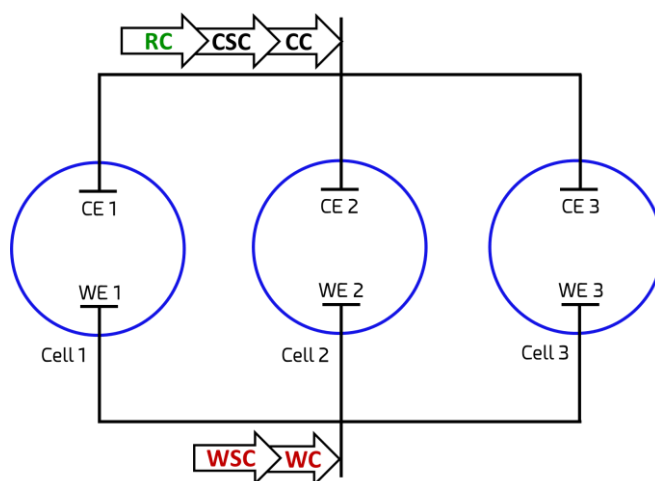 RC CSC CC
CE 1 CE 2 CE 3
WE 1 WE 2 WE 3
Cell 1 Cell 2 Cell 3
WSC WC